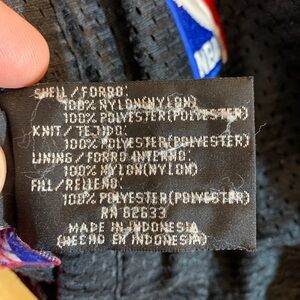 SHELL/FORRO:
100% NYLON(NYLON)
100% POLYESTER(POLYESTER)
KNIT/TEJIDO:
100% POLYESTER(POLYESTER)
LINING/FORRO INTERNO:
100% NYLON(NYLON)
FILL/RELLENO:
100% POLYESTER(POLYESTER)
RN 62633
MADE IN INDONESIA
(HECHO EN INDONESIA)